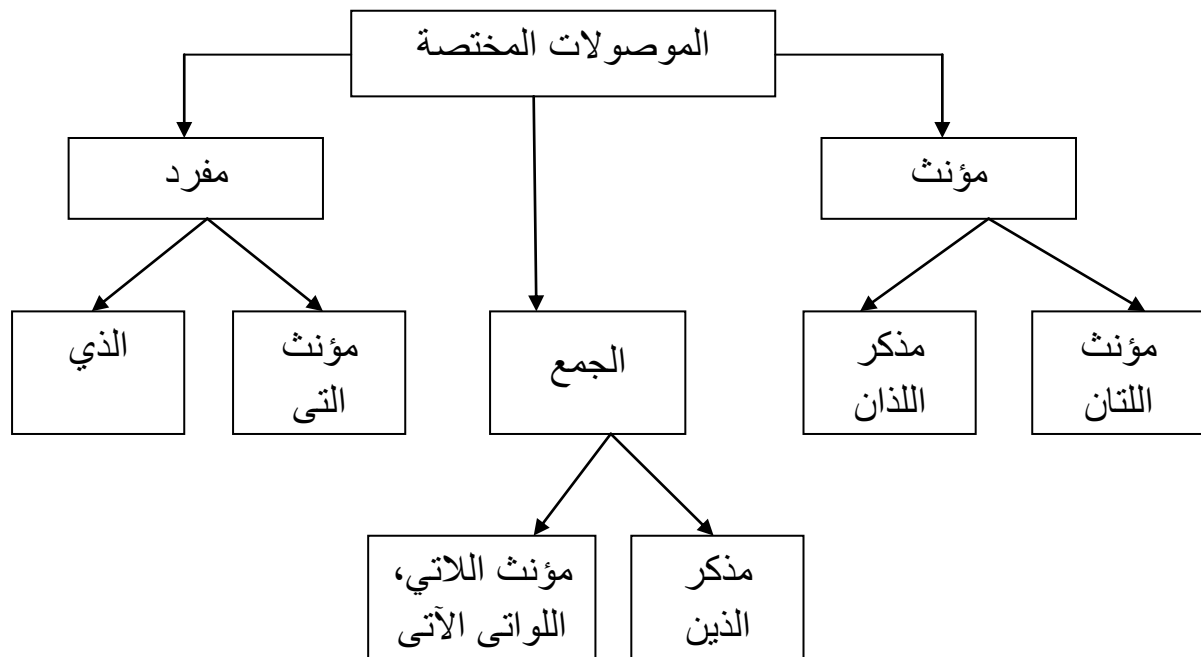 الموصولات المختصة
مؤنث
مفرد
مؤنث
اللتان
مذكر
اللذان
الجمع
مؤنث
التى
الذي
مذكر
الذين
مؤنث اللاتي،
اللواتى الآتى